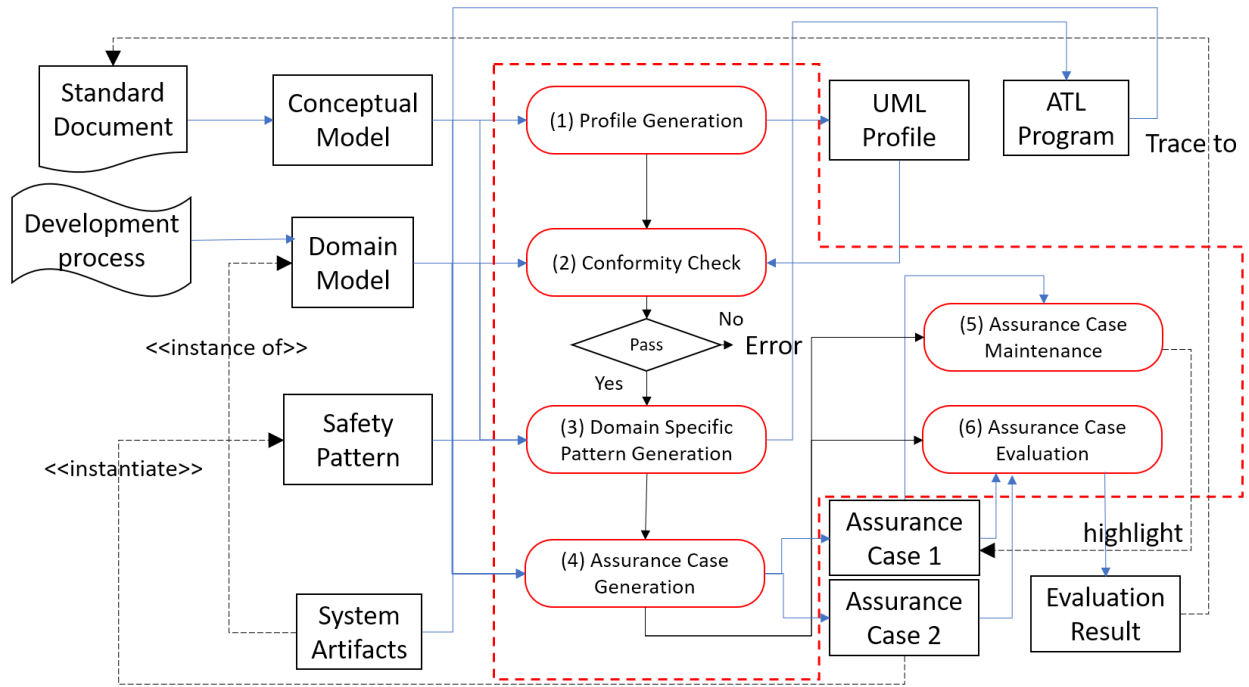 Standard
Document
Conceptual
Model
(1) Profile Generation
UML
Profile
ATL
Program
Trace to
Development
process
Domain
Model
(2) Conformity Check
<<instance of>>
Pass
No
Error
Yes
(5) Assurance Case
Maintenance
Safety
Pattern
(3) Domain Specific
Pattern Generation
(6) Assurance Case
Evaluation
<<instantiate>>
(4) Assurance Case
Generation
Assurance
Case 1
highlight
System
Artifacts
Assurance
Case 2
Evaluation
Result